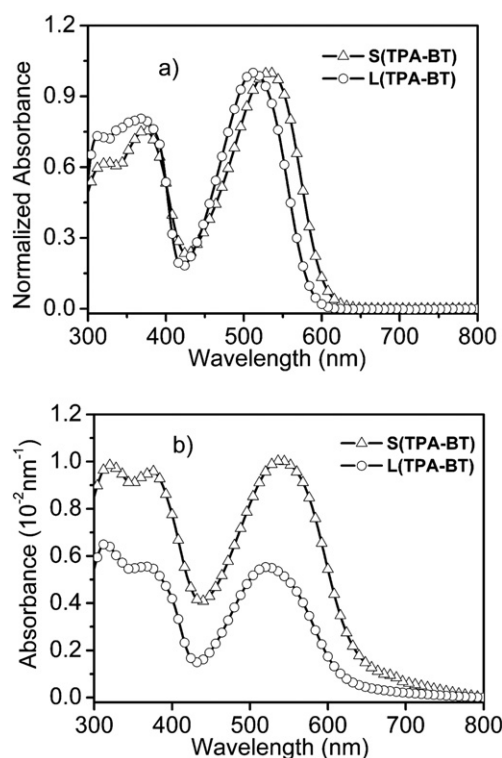 1.2
a)
S(TPA-BT)
L(TPA-BT)
0.9
0.6
0.3
0.0
Normalized Absorbance
300 400 500 600 700 800
Wavelength (nm)
1.2
b)
S(TPA-BT)
L(TPA-BT)
1.0
0.8
0.6
0.4
0.2
0.0
Absorbance (10⁻²nm⁻¹)
300 400 500 600 700 800
Wavelength (nm)